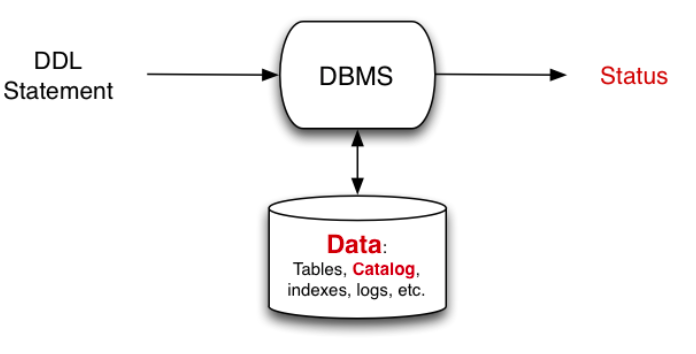 DDL
Statement
DBMS
Status
Data:
Tables, Catalog,
indexes, logs, etc.